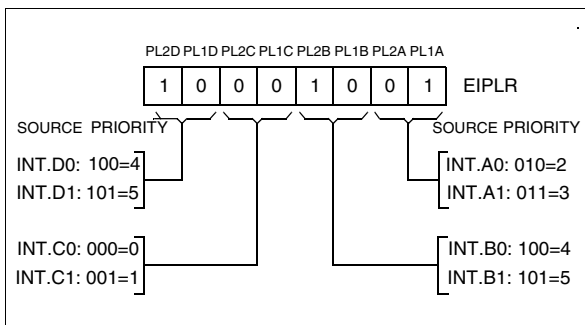 PL2D PL1D PL2C PL1C PL2B PL1B PL2A PL1A
1 0 0 0 1 0 0 1 EIPLR
SOURCE PRIORITY SOURCE PRIORITY
INT.D0: 100=4 INT.A0: 010=2
INT.D1: 101=5 INT.A1: 011=3
INT.C0: 000=0 INT.B0: 100=4
INT.C1: 001=1 INT.B1: 101=5